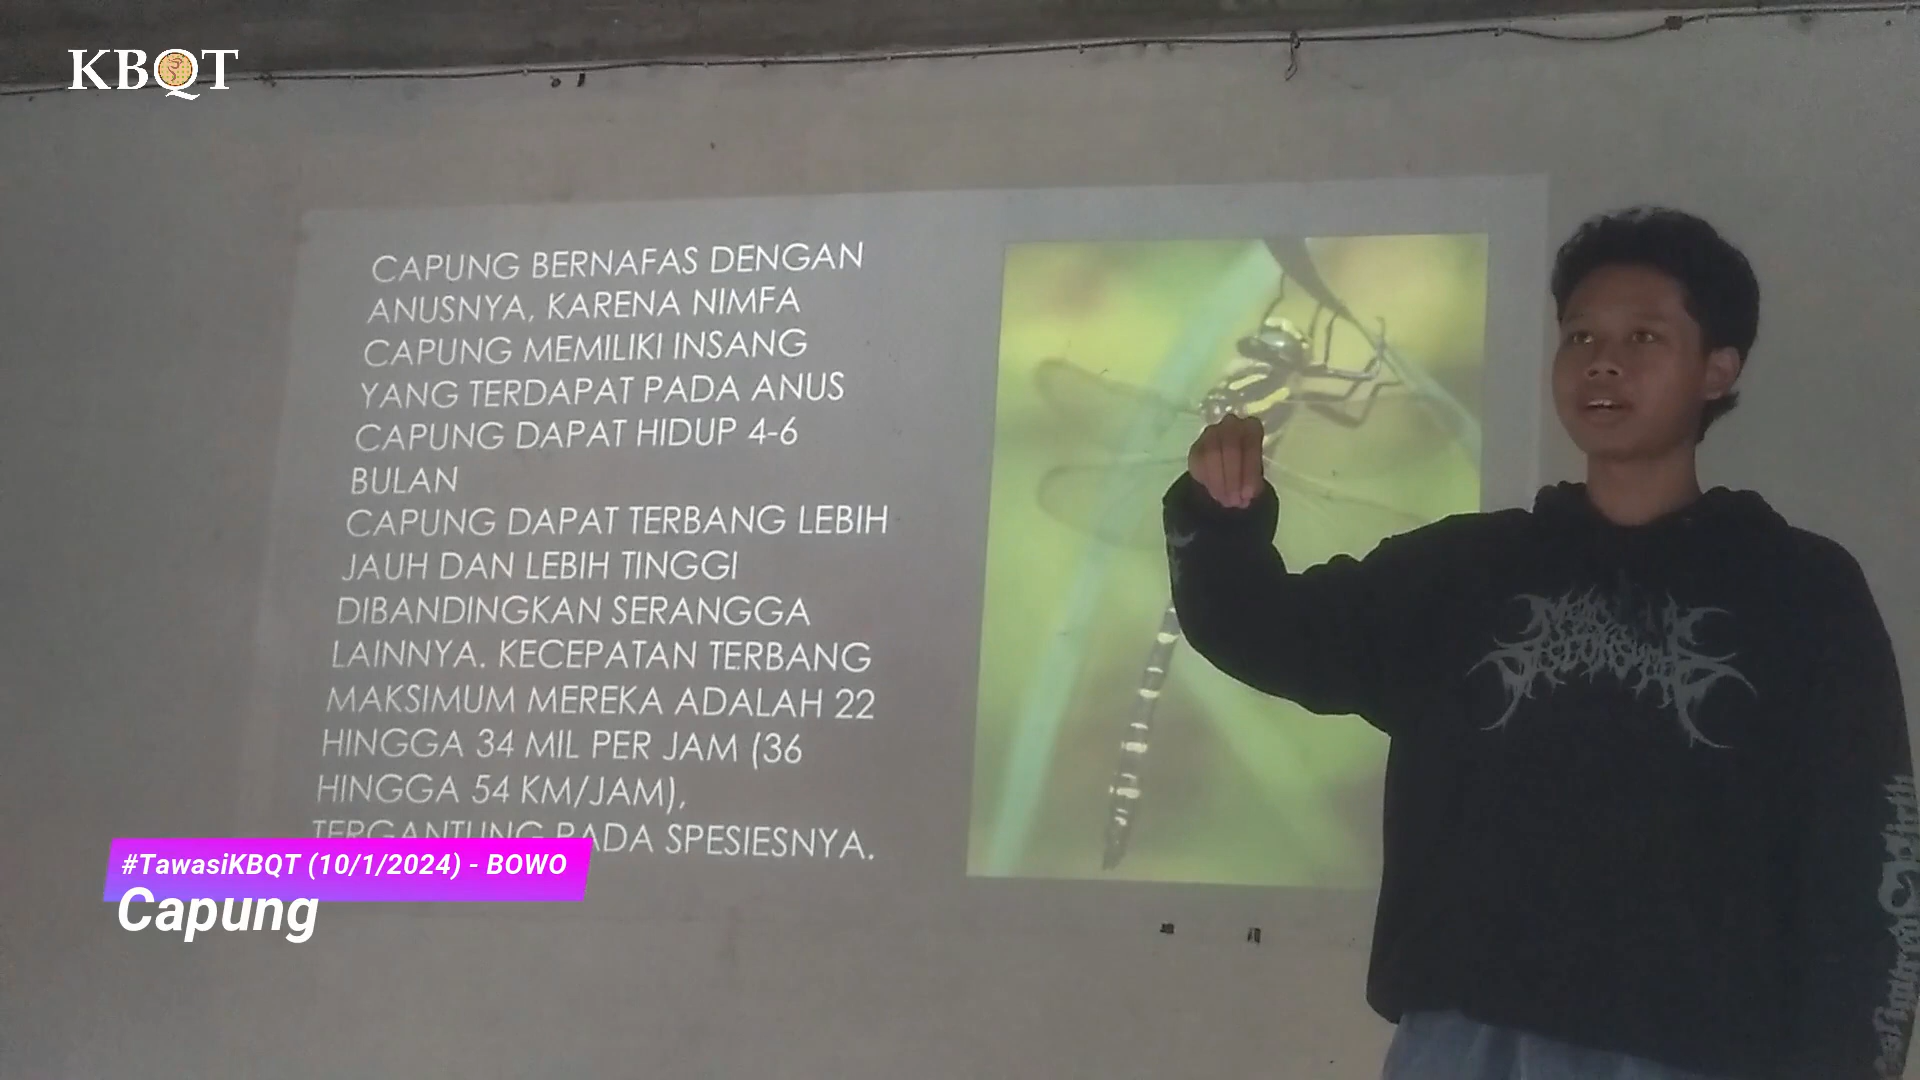 KBQT
CAPUNG BERNAFAS DENGAN
ANUSNYA, KARENA NIMFA
CAPUNG MEMILIKI INSANG
YANG TERDAPAT PADA ANUS
CAPUNG DAPAT HIDUP 4-6
BULAN
CAPUNG DAPAT TERBANG LEBIH
JAUH DAN LEBIH TINGGI
DIBANDINGKAN SERANGGA
LAINNYA. KECEPATAN TERBANG
MAKSIMUM MEREKA ADALAH 22
HINGGA 34 MIL PER JAM (36
HINGGA 54 KM/JAM),
TERGANTUNG PADA SPESIESNYA.
#TawasiKBQT (10/1/2024) - BOWO
Capung